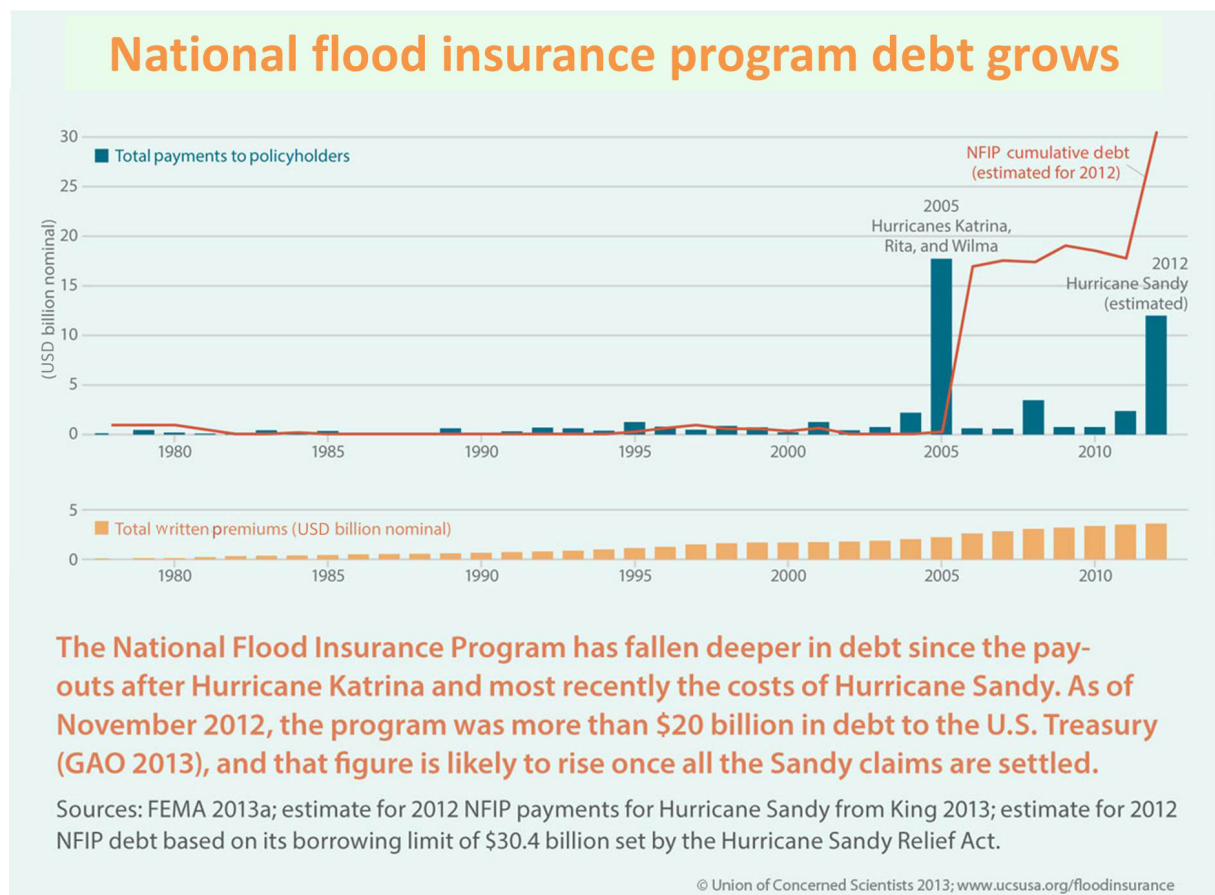 National flood insurance program debt grows
30
Total payments to policyholders
NFIP cumulative debt
(estimated for 2012)
25
2005
Hurricanes Katrina,
Rita, and Wilma
20
2012
Hurricane Sandy
(estimated)
15
10
5
0
(USD billion nominal)
1980 1985 1990 1995 2000 2005 2010
5
Total written premiums (USD billion nominal)
0
1980 1985 1990 1995 2000 2005 2010
The National Flood Insurance Program has fallen deeper in debt since the pay-
outs after Hurricane Katrina and most recently the costs of Hurricane Sandy. As of
November 2012, the program was more than $20 billion in debt to the U.S. Treasury
(GAO 2013), and that figure is likely to rise once all the Sandy claims are settled.
Sources: FEMA 2013a; estimate for 2012 NFIP payments for Hurricane Sandy from King 2013; estimate for 2012
NFIP debt based on its borrowing limit of $30.4 billion set by the Hurricane Sandy Relief Act.
© Union of Concerned Scientists 2013; www.ucsusa.org/floodinsurance